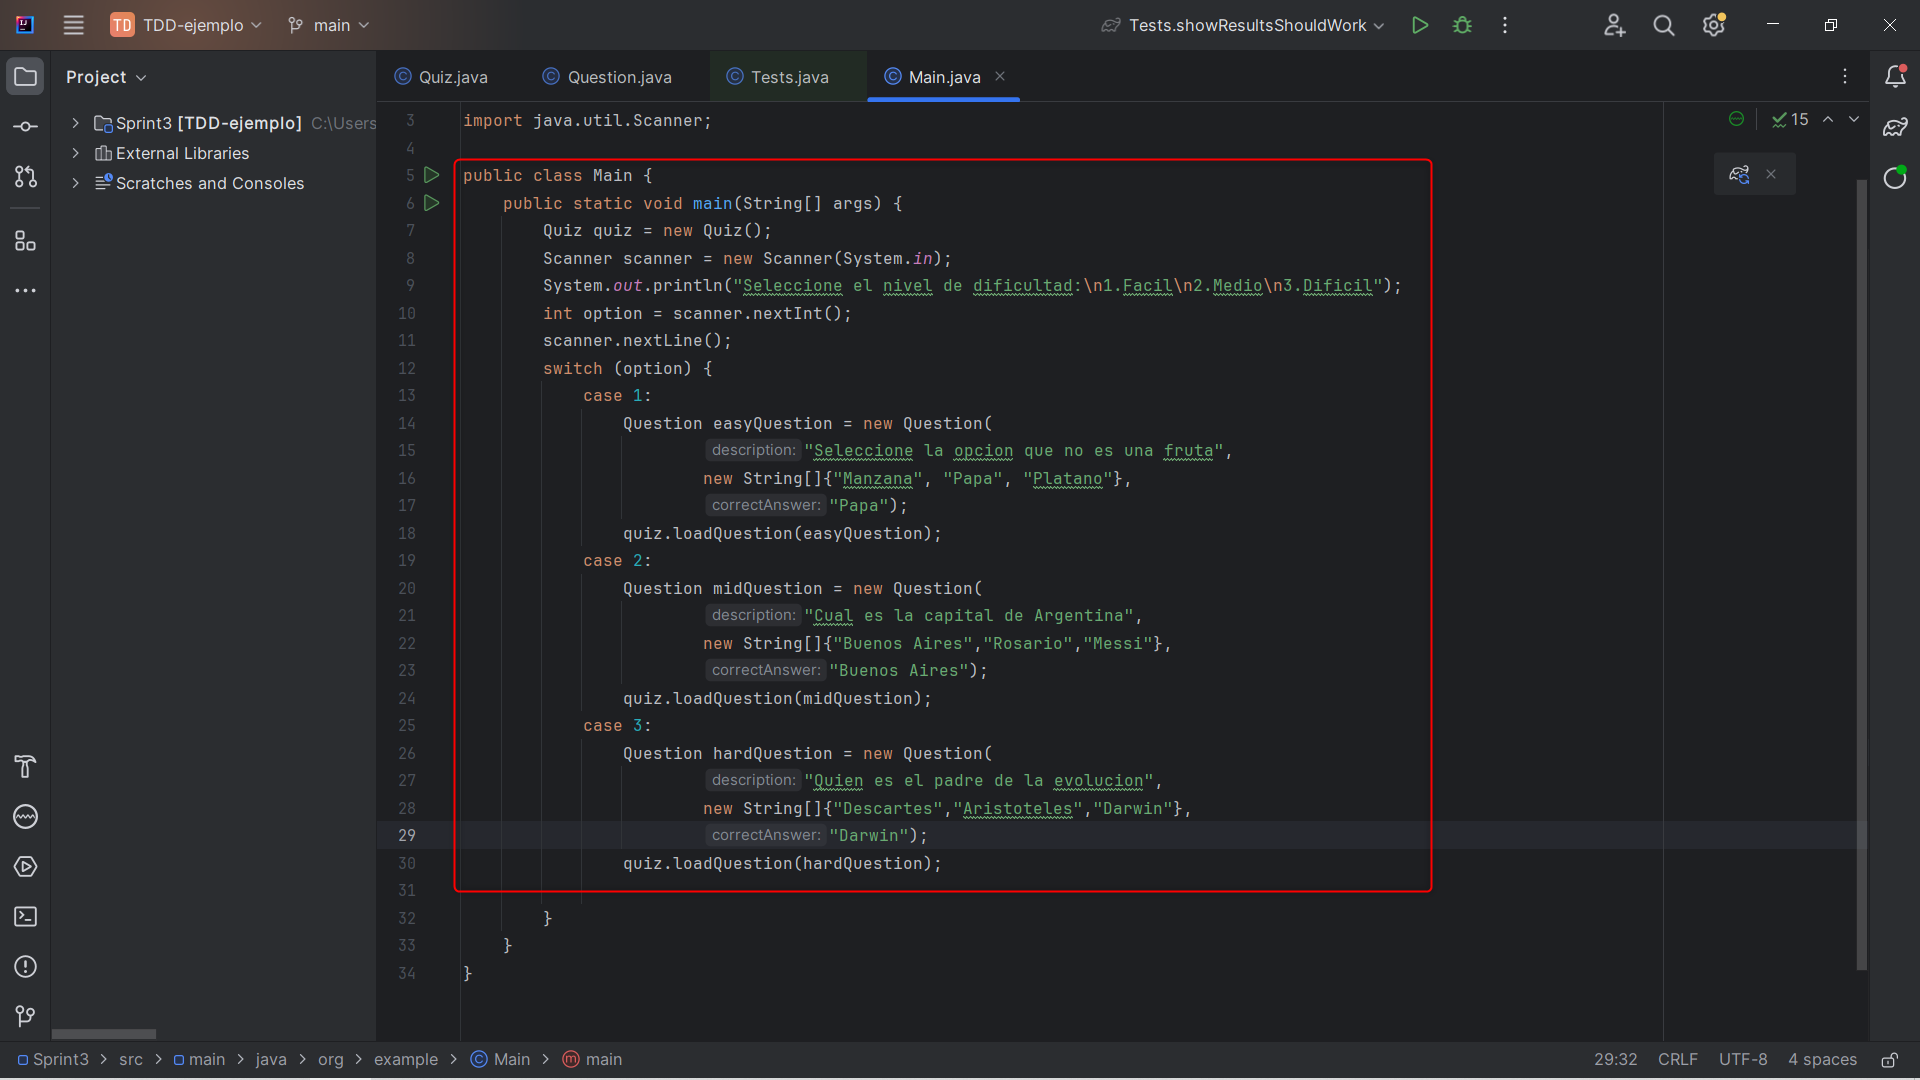 TD TDD-ejemplo main Tests.showResultsShouldWork
Project
Quiz.java Question.java Tests.java Main.java
Sprint3 [TDD-ejemplo] C:\Users
External Libraries
Scratches and Consoles
15
3 import java.util.Scanner;
4
5 public class Main {
6 public static void main(String[] args) {
7 Quiz quiz = new Quiz();
8 Scanner scanner = new Scanner(System.in);
9 System.out.println("Seleccione el nivel de dificultad:\n1.Facil\n2.Medio\n3.Dificil");
10 int option = scanner.nextInt();
11 scanner.nextLine();
12 switch (option) {
13 case 1:
14 Question easyQuestion = new Question(
15 description: "Seleccione la opcion que no es una fruta",
16 new String[]{"Manzana", "Papa", "Platano"},
17 correctAnswer: "Papa");
18 quiz.loadQuestion(easyQuestion);
19 case 2:
20 Question midQuestion = new Question(
21 description: "Cual es la capital de Argentina",
22 new String[]{"Buenos Aires","Rosario","Messi"},
23 correctAnswer: "Buenos Aires");
24 quiz.loadQuestion(midQuestion);
25 case 3:
26 Question hardQuestion = new Question(
27 description: "Quien es el padre de la evolucion",
28 new String[]{"Descartes","Aristoteles","Darwin"},
29 correctAnswer: "Darwin");
30 quiz.loadQuestion(hardQuestion);
31
32 }
33 }
34 }
Sprint3 > src > main > java > org > example > Main > main 29:32 CRLF UTF-8 4 spaces